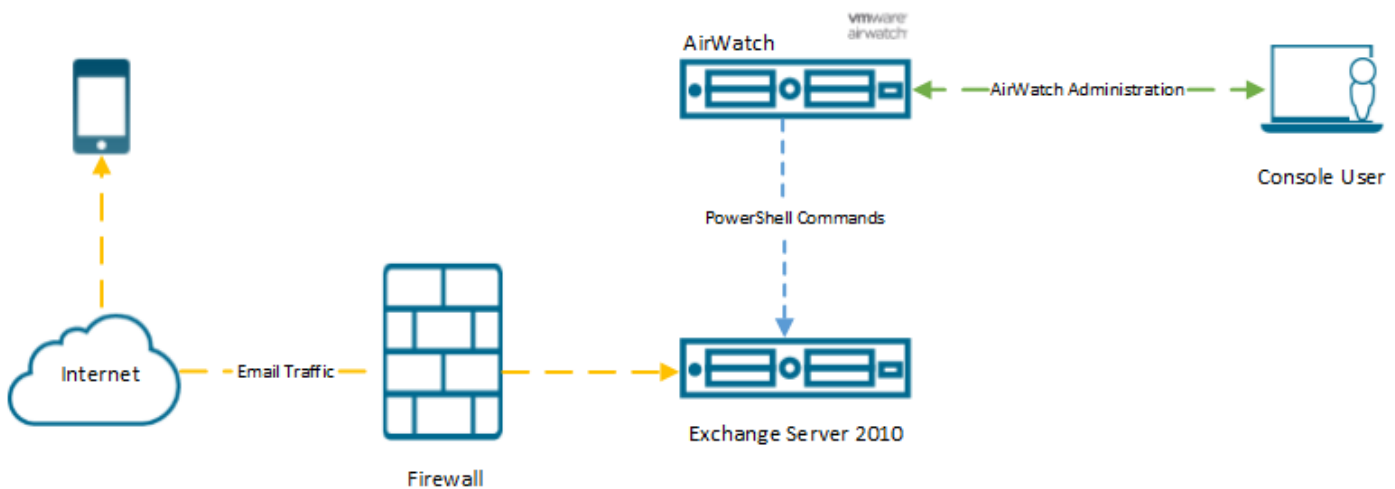 vmware
airwatch
AirWatch
AirWatch Administration
Console User
PowerShell Commands
Internet
Email Traffic
Exchange Server 2010
Firewall